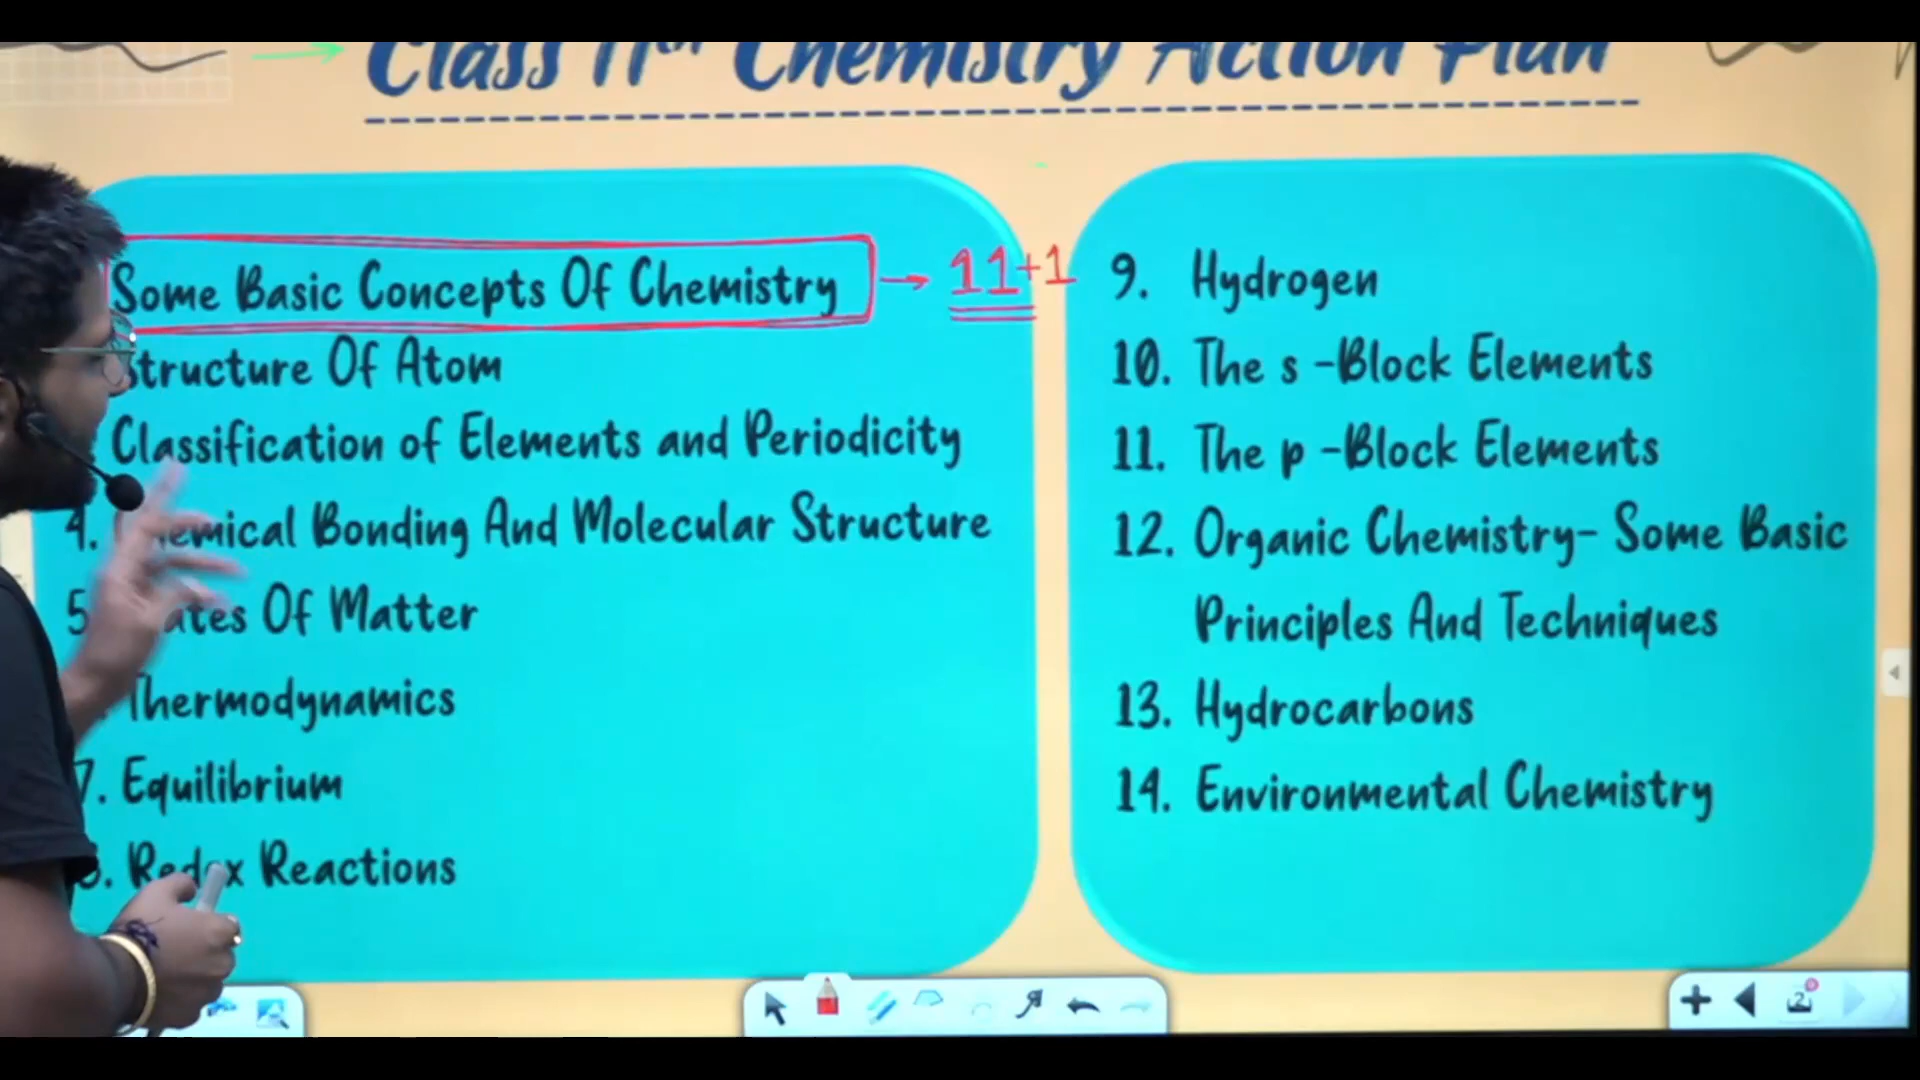 Class 11th Chemistry Action Plan
Some Basic Concepts Of Chemistry → 11+1
Structure Of Atom
Classification of Elements and Periodicity
4. Chemical Bonding And Molecular Structure
5. States Of Matter
Thermodynamics
7. Equilibrium
8. Redox Reactions
9. Hydrogen
10. The s -Block Elements
11. The p -Block Elements
12. Organic Chemistry- Some Basic
Principles And Techniques
13. Hydrocarbons
14. Environmental Chemistry
2